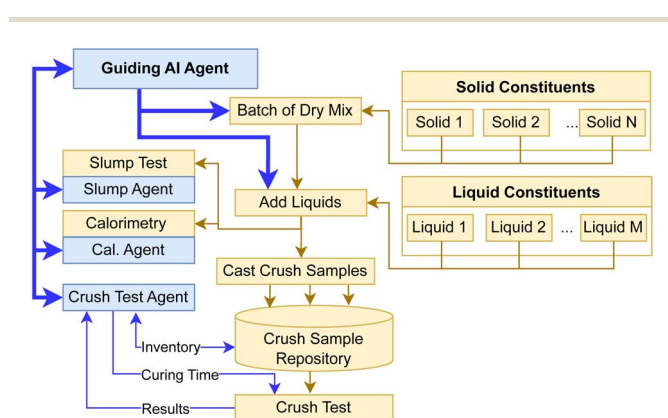 Guiding AI Agent
Batch of Dry Mix
Solid Constituents
Solid 1
Solid 2
...
Solid N
Slump Test
Slump Agent
Add Liquids
Liquid Constituents
Liquid 1
Liquid 2
...
Liquid M
Calorimetry
Cal. Agent
Cast Crush Samples
Crush Test Agent
Crush Sample
Repository
Inventory
Curing Time
Results
Crush Test